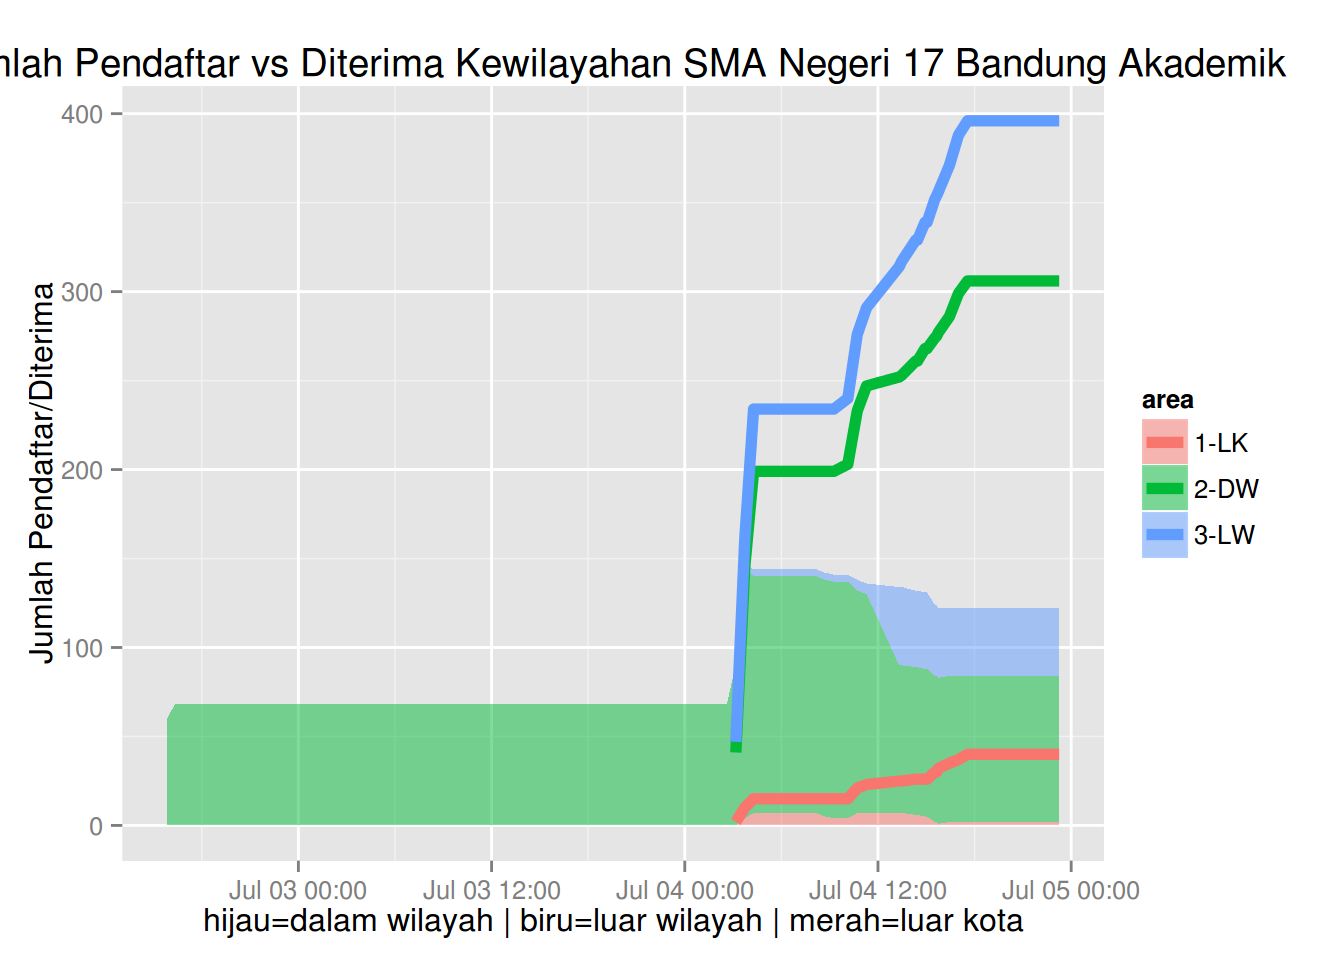 mlah Pendaftar vs Diterima Kewilayahan SMA Negeri 17 Bandung Akademik
Jumlah Pendaftar/Diterima
400
300
200
100
0
Jul 03 00:00
Jul 03 12:00
Jul 04 00:00
Jul 04 12:00
Jul 05 00:00
hijau=dalam wilayah | biru=luar wilayah | merah=luar kota
area
1-LK
2-DW
3-LW